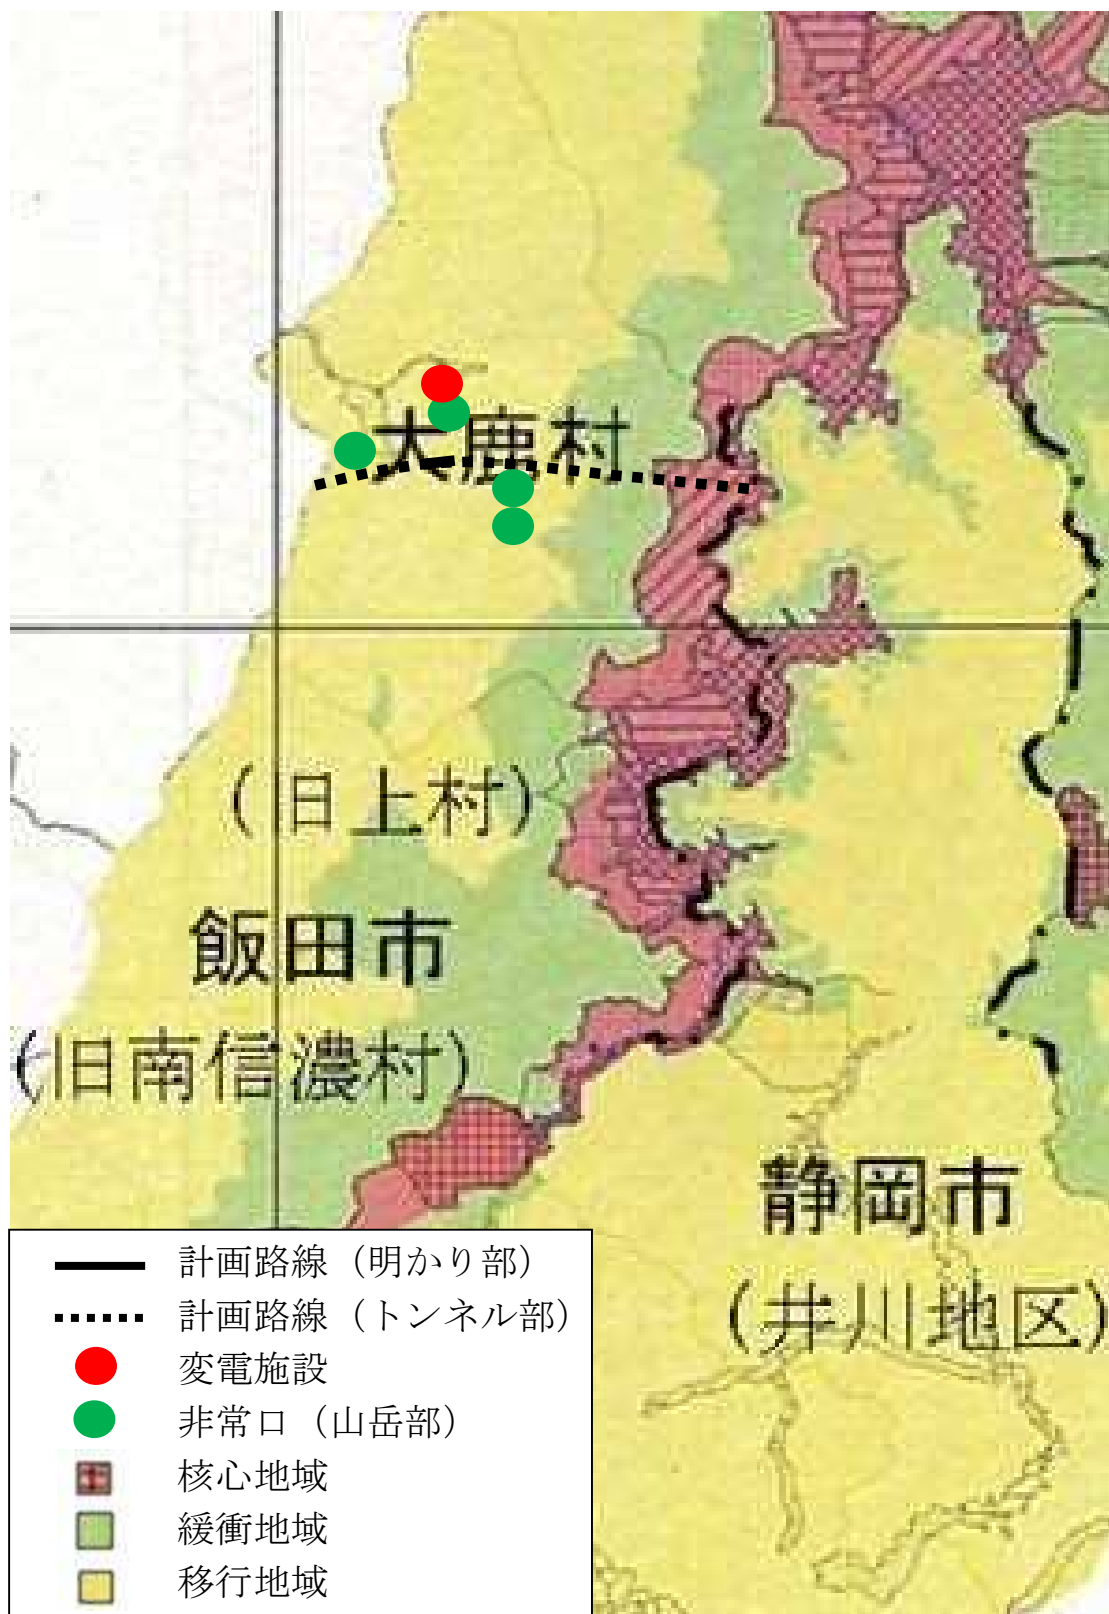 大鹿村
（旧上村）
飯田市
（旧南信濃村）
静岡市
（井川地区）
計画路線（明かり部）
計画路線（トンネル部）
変電施設
非常口（山岳部）
核心地域
緩衝地域
移行地域